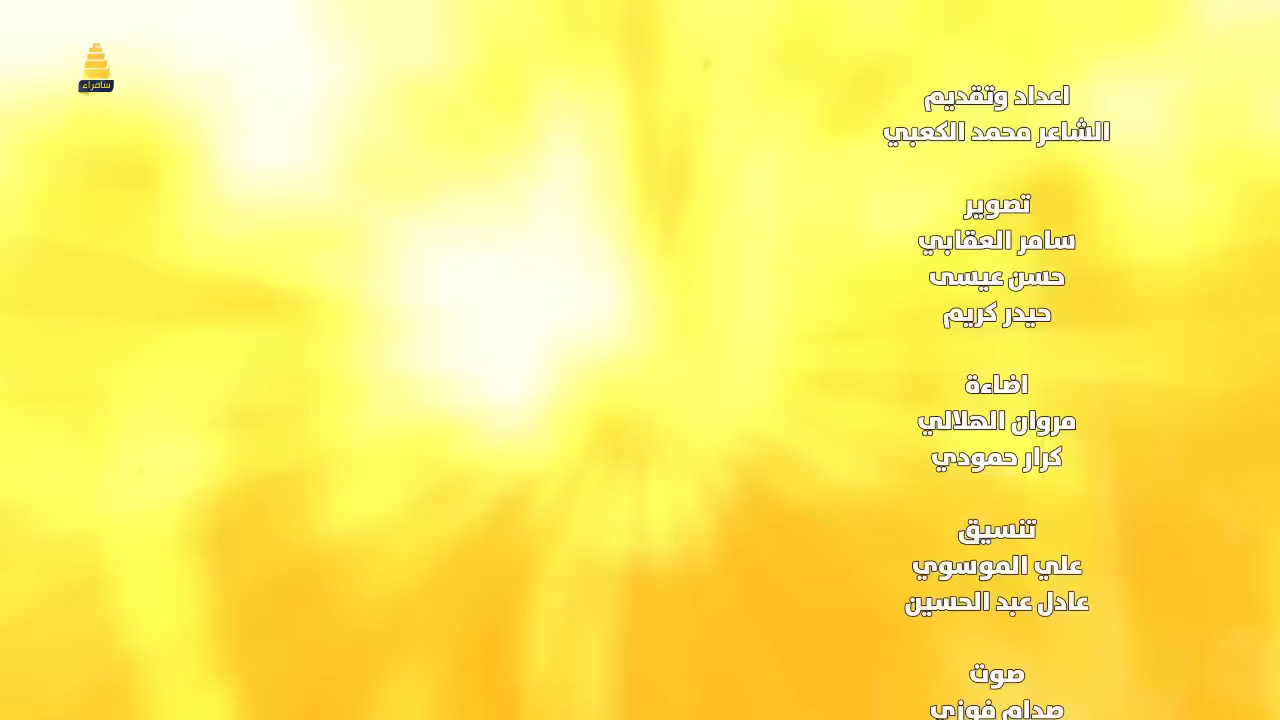 سامراء
اعداد وتقديم
الشاعر محمد الكعبي
تصوير
سامر العقابي
حسن عيسى
حيدر كريم
اضاءة
مروان الهلالي
كرار حمودي
تنسيق
علي الموسوي
عادل عبد الحسين
صوت
صدام فوزي